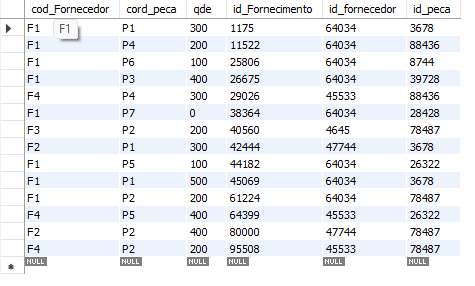 cod_Fornecedor cord_peca qde id_Fornecimento id_fornecedor id_peca
F1 F1 P1 300 1175 64034 3678
F1 P4 200 11522 64034 88436
F1 P6 100 25806 64034 8744
F1 P3 400 26675 64034 39728
F4 P4 300 29026 45533 88436
F1 P7 0 38364 64034 28428
F3 P2 200 40560 4645 78487
F2 P1 300 42444 47744 3678
F1 P5 100 44182 64034 26322
F1 P1 500 45069 64034 3678
F1 P2 200 61224 64034 78487
F4 P5 400 64399 45533 26322
F2 P2 400 80000 47744 78487
F4 P2 200 95508 45533 78487
NULL NULL NULL NULL NULL NULL